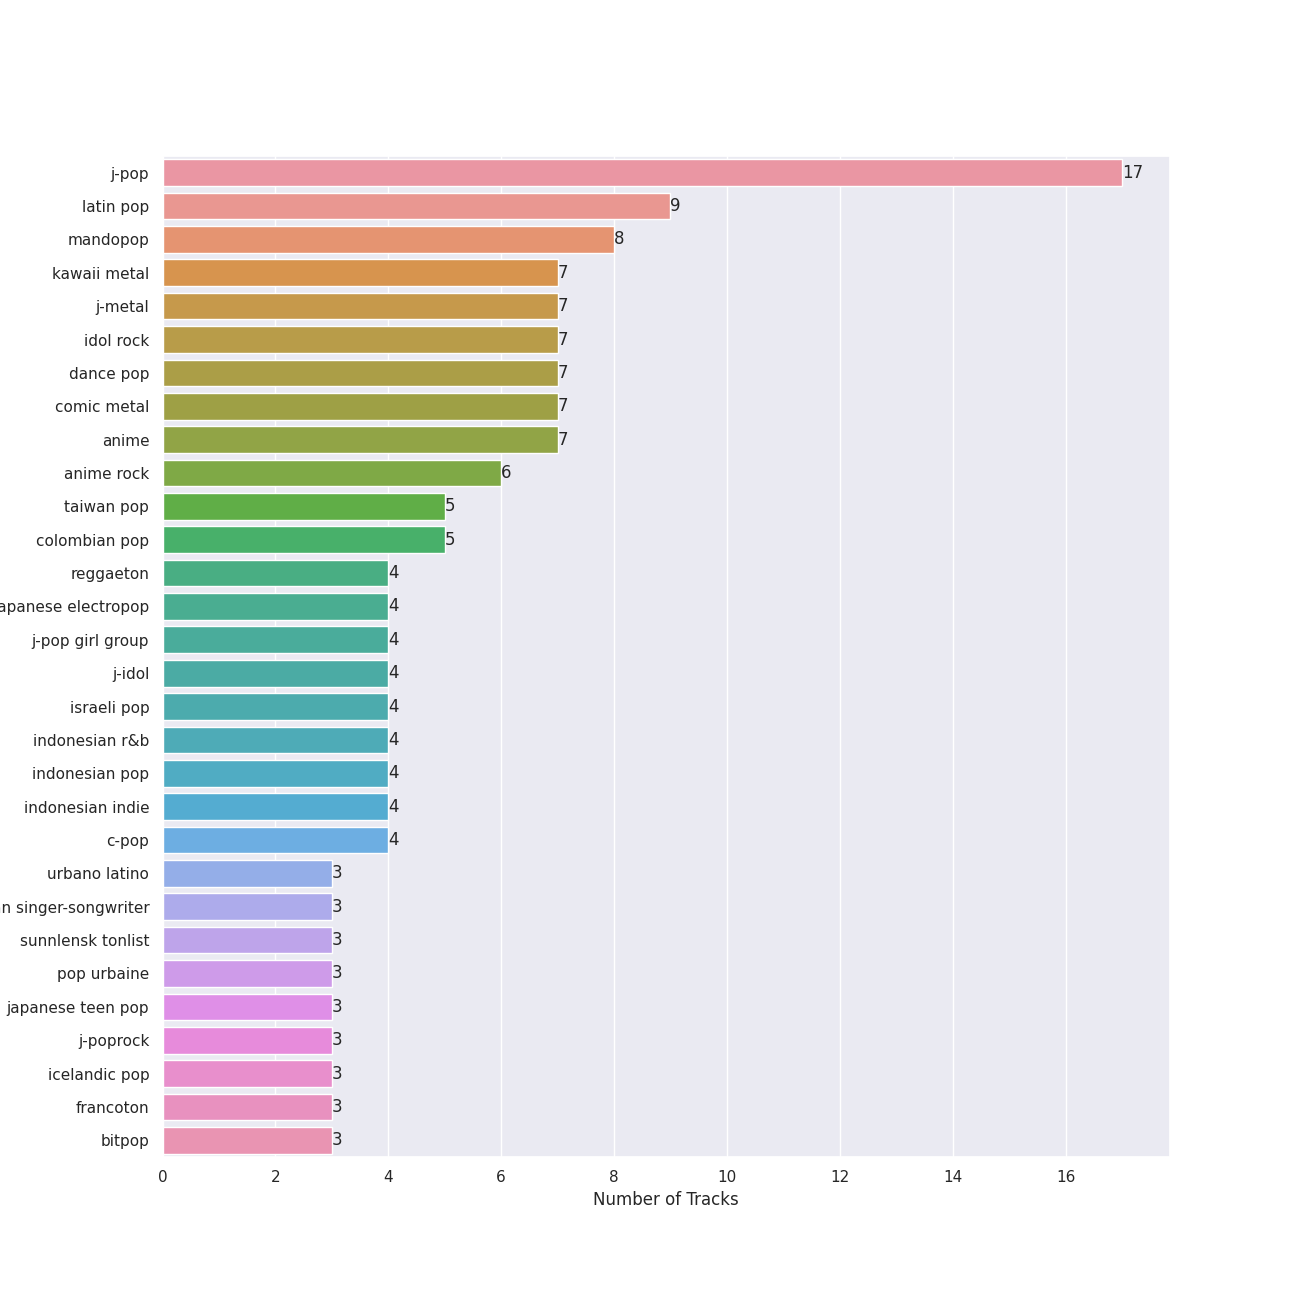 j-pop 17
latin pop 9
mandopop 8
kawaii metal 7
j-metal 7
idol rock 7
dance pop 7
comic metal 7
anime 7
anime rock 6
taiwan pop 5
colombian pop 5
reggaeton 4
apanese electropop 4
j-pop girl group 4
j-idol 4
israeli pop 4
indonesian r&b 4
indonesian pop 4
indonesian indie 4
c-pop 4
urbano latino 3
singer-songwriter 3
sunnlensk tonlist 3
pop urbaine 3
japanese teen pop 3
j-poprock 3
icelandic pop 3
francoton 3
bitpop 3
0 2 4 6 8 10 12 14 16
Number of Tracks